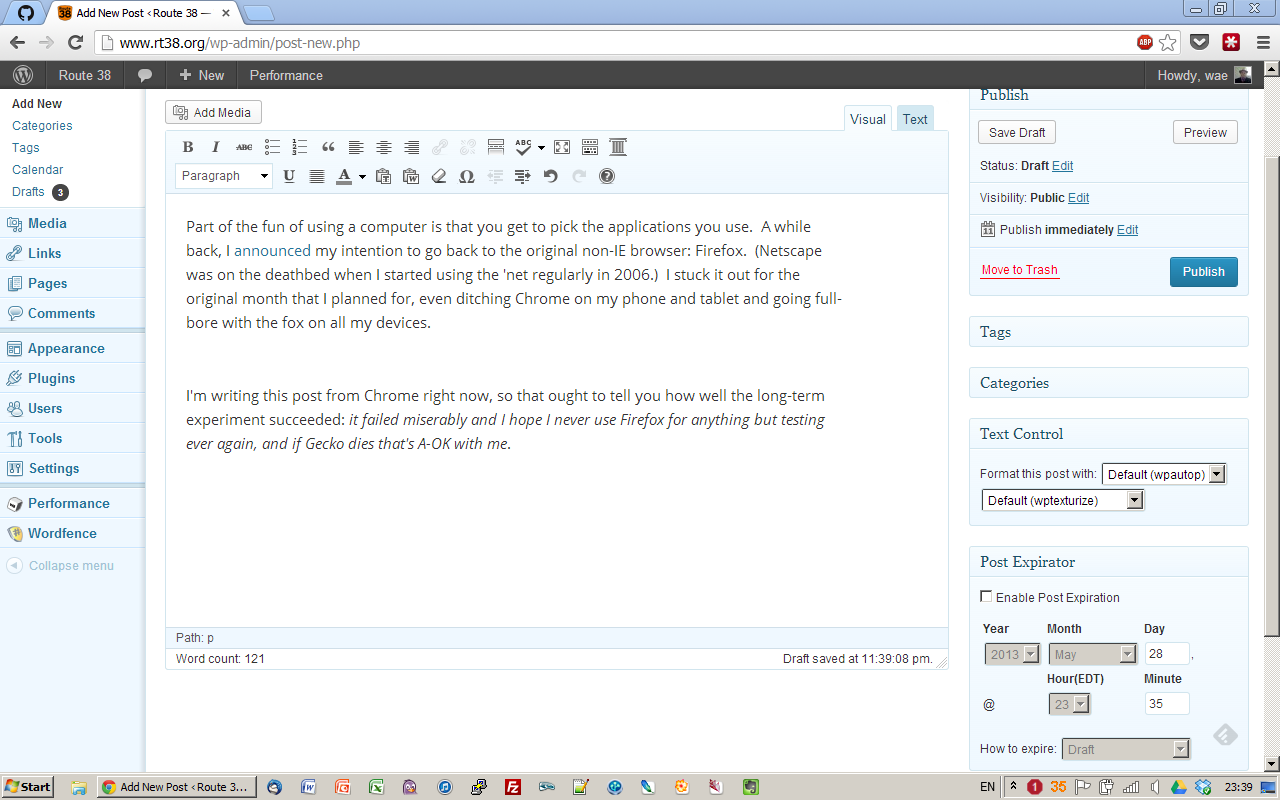 38 Add New Post ‹ Route 38 —
www.rt38.org/wp-admin/post-new.php
ABP
Route 38 + New Performance Howdy, wae
Add New
Categories
Tags
Calendar
Drafts 3
Media
Links
Pages
Comments
Appearance
Plugins
Users
Tools
Settings
Performance
Wordfence
Collapse menu
Add Media
Visual Text
B I ABC ABC
Paragraph U A Ω
Part of the fun of using a computer is that you get to pick the applications you use.  A while
back, I announced my intention to go back to the original non-IE browser: Firefox.  (Netscape
was on the deathbed when I started using the 'net regularly in 2006.)  I stuck it out for the
original month that I planned for, even ditching Chrome on my phone and tablet and going full-
bore with the fox on all my devices.
I'm writing this post from Chrome right now, so that ought to tell you how well the long-term
experiment succeeded: it failed miserably and I hope I never use Firefox for anything but testing
ever again, and if Gecko dies that's A-OK with me.
Path: p
Word count: 121 Draft saved at 11:39:08 pm.
Publish
Save Draft Preview
Status: Draft Edit
Visibility: Public Edit
11 Publish immediately Edit
Move to Trash Publish
Tags
Categories
Text Control
Format this post with: Default (wpautop)
Default (wptexturize)
Post Expirator
Enable Post Expiration
Year Month Day
2013 May 28 ,
Hour(EDT) Minute
@ 23 35
How to expire: Draft
Start Add New Post ‹ Route 3... EN 1 35 23:39